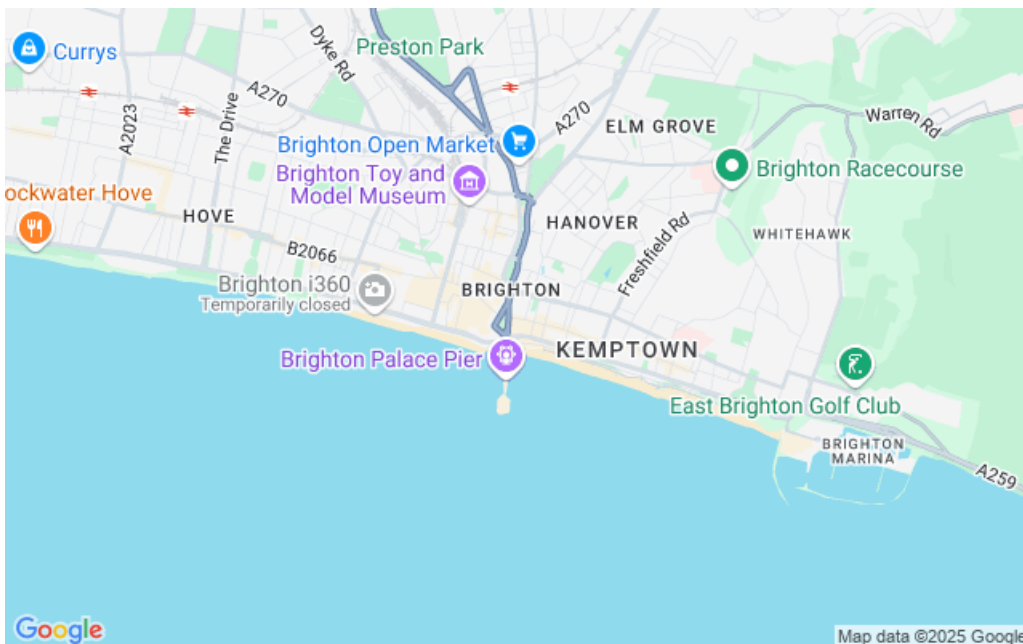 Currys
Dyke Rd
Preston Park
A270
A2023
The Drive
Brighton Open Market
A270
ELM GROVE
Warren Rd
Brighton Toy and
Model Museum
Brighton Racecourse
ockwater Hove
HOVE
HANOVER
Freshfield Rd
WHITEHAWK
B2066
Brighton i360
Temporarily closed
BRIGHTON
Brighton Palace Pier
KEMPTOWN
East Brighton Golf Club
BRIGHTON
MARINA
A259
Google
Map data ©2025 Google